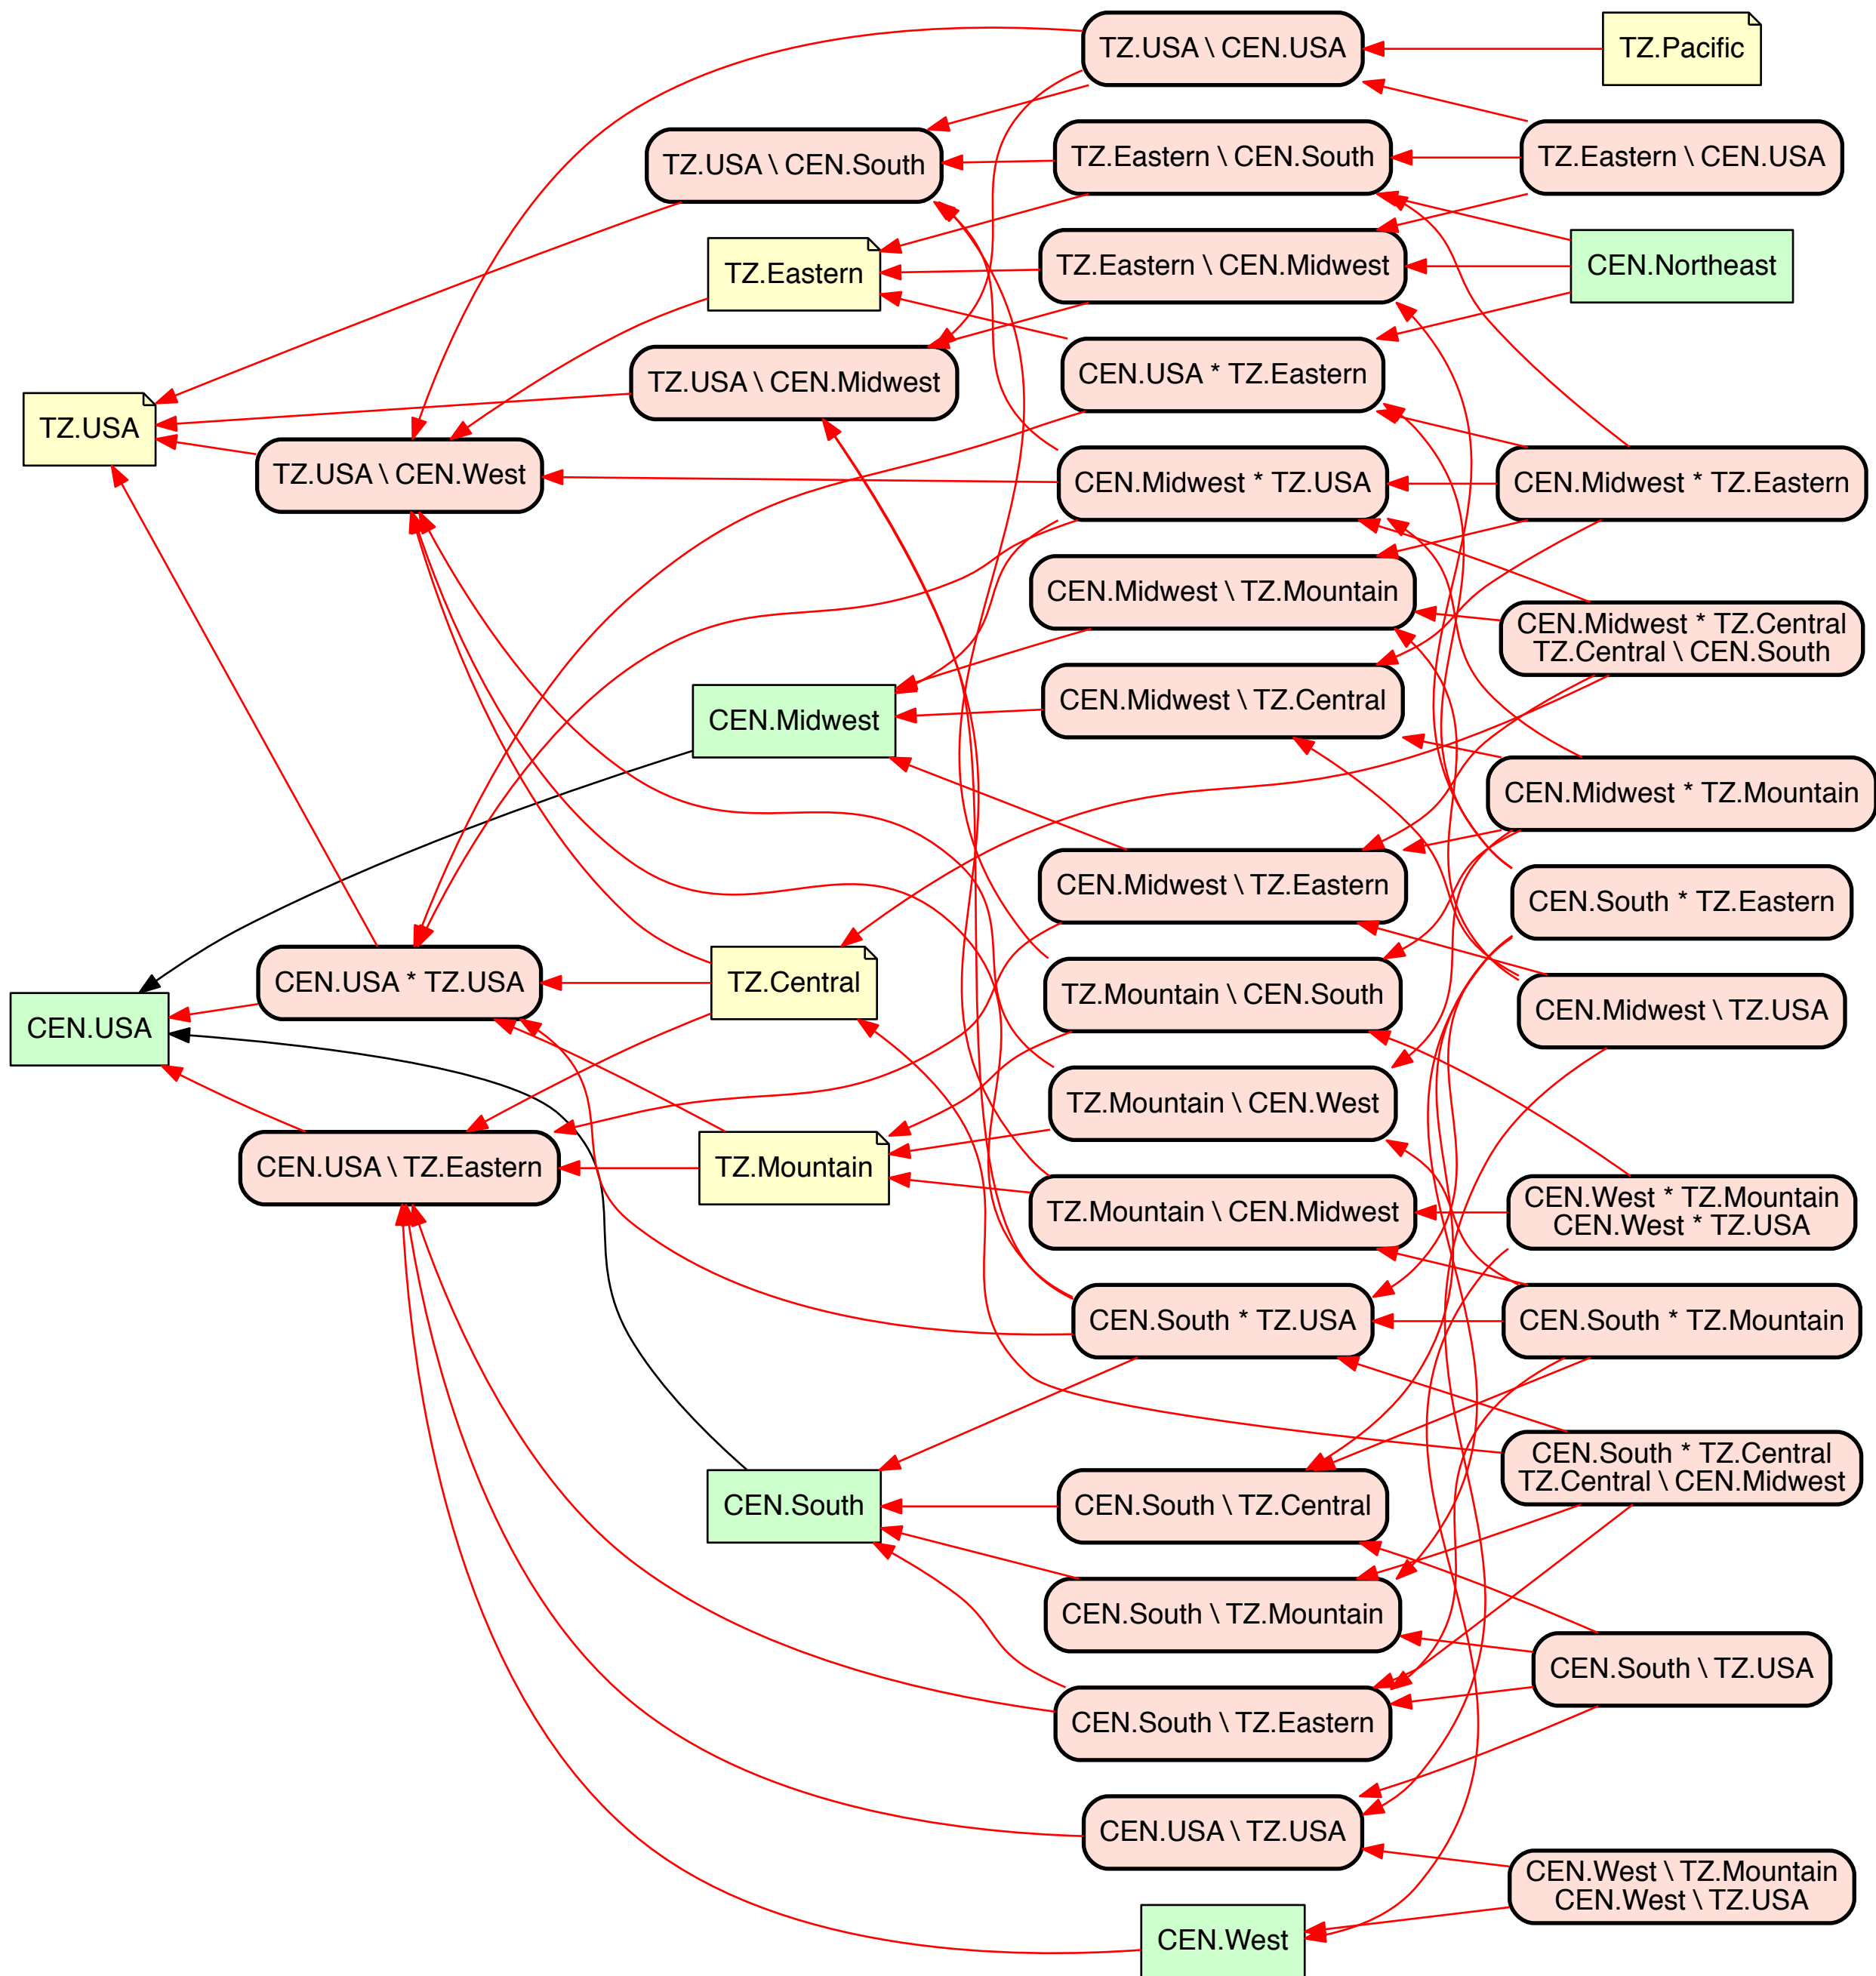 TZ.USA \ CEN.USA
TZ.Pacific
TZ.USA \ CEN.South
TZ.Eastern \ CEN.South
TZ.Eastern \ CEN.USA
TZ.Eastern
TZ.Eastern \ CEN.Midwest
CEN.Northeast
TZ.USA \ CEN.Midwest
CEN.USA * TZ.Eastern
TZ.USA
TZ.USA \ CEN.West
CEN.Midwest * TZ.USA
CEN.Midwest * TZ.Eastern
CEN.Midwest \ TZ.Mountain
CEN.Midwest * TZ.Central
TZ.Central \ CEN.South
CEN.Midwest
CEN.Midwest \ TZ.Central
CEN.Midwest * TZ.Mountain
CEN.Midwest \ TZ.Eastern
CEN.South * TZ.Eastern
CEN.USA * TZ.USA
TZ.Central
TZ.Mountain \ CEN.South
CEN.Midwest \ TZ.USA
CEN.USA
TZ.Mountain \ CEN.West
CEN.USA \ TZ.Eastern
TZ.Mountain
TZ.Mountain \ CEN.Midwest
CEN.West * TZ.Mountain
CEN.West * TZ.USA
CEN.South * TZ.USA
CEN.South * TZ.Mountain
CEN.South
CEN.South \ TZ.Central
CEN.South * TZ.Central
TZ.Central \ CEN.Midwest
CEN.South \ TZ.Mountain
CEN.South \ TZ.USA
CEN.South \ TZ.Eastern
CEN.USA \ TZ.USA
CEN.West \ TZ.Mountain
CEN.West \ TZ.USA
CEN.West